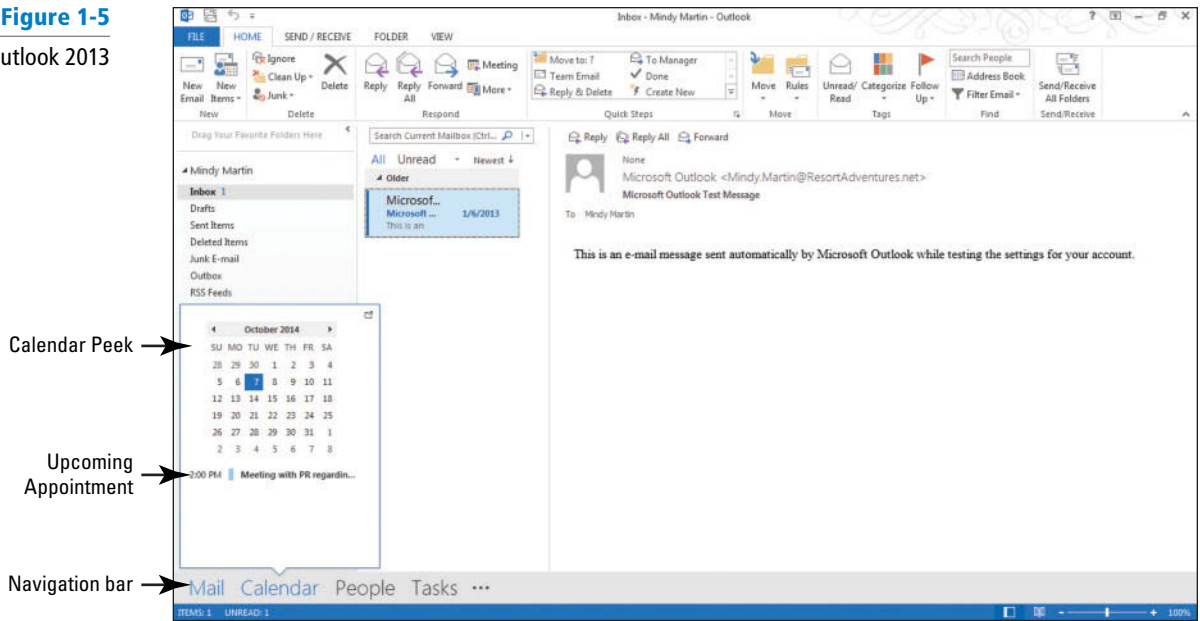 Figure 1-5
utlook 2013
Inbox - Mindy Martin - Outlook
?
FILE HOME SEND / RECEIVE FOLDER VIEW
New Email
New Items
Ignore
Clean Up
Junk
Delete
Reply
Reply All
Forward
Meeting
More
Move to: ?
Team Email
Reply & Delete
To Manager
Done
Create New
Move
Rules
Unread/ Read
Categorize
Follow Up
Search People
Address Book
Filter Email
Send/Receive All Folders
New Delete Respond Quick Steps Move Tags Find Send/Receive
Drag Your Favorite Folders Here
Mindy Martin
Inbox 1
Drafts
Sent Items
Deleted Items
Junk E-mail
Outbox
RSS Feeds
Search Current Mailbox (Ctrl...
All Unread Newest ↓
Older
Microsof...
Microsoft ... 1/6/2013
This is an
Reply Reply All Forward
None
Microsoft Outlook <Mindy.Martin@ResortAdventures.net>
Microsoft Outlook Test Message
To Mindy Martin
This is an e-mail message sent automatically by Microsoft Outlook while testing the settings for your account.
Calendar Peek
October 2014
SU MO TU WE TH FR SA
28 29 30 1 2 3 4
5 6 7 8 9 10 11
12 13 14 15 16 17 18
19 20 21 22 23 24 25
26 27 28 29 30 31 1
2 3 4 5 6 7 8
Upcoming
Appointment
2:00 PM Meeting with PR regardin...
Navigation bar
Mail Calendar People Tasks •••
ITEMS: 1 UNREAD: 1
100%